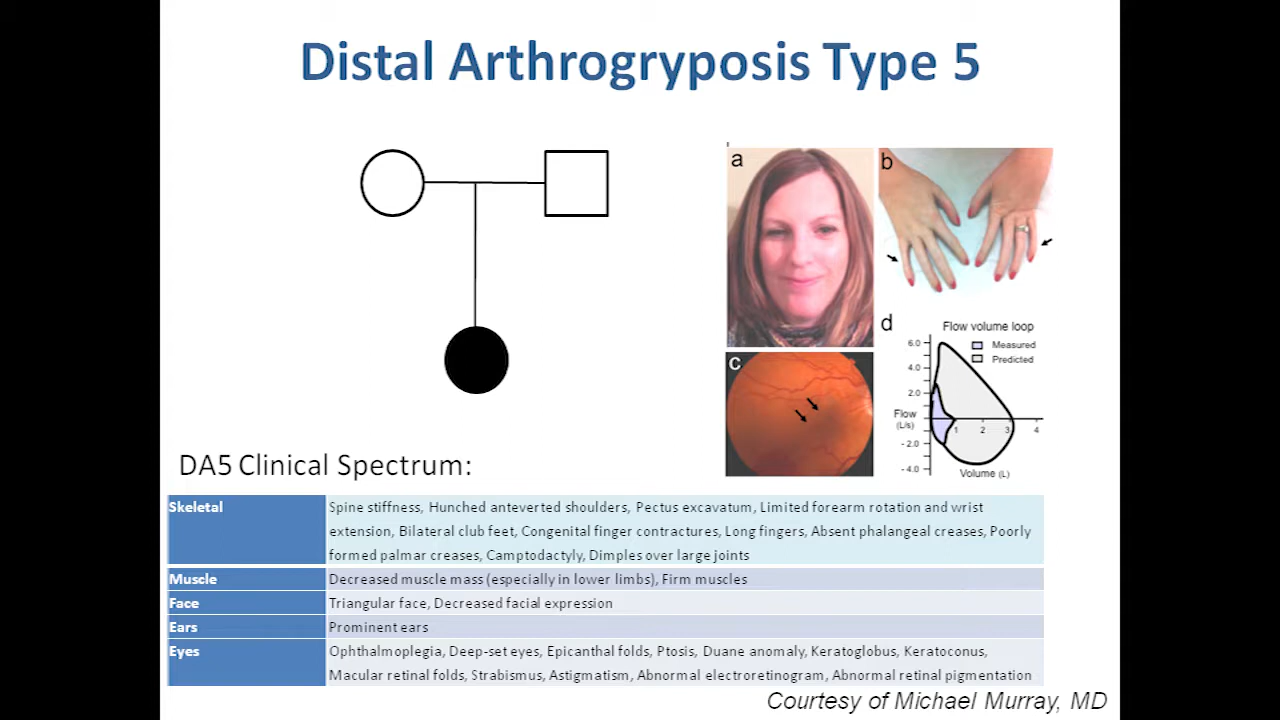 Distal Arthrogryposis Type 5
a
b
c
d
Flow volume loop
Measured
Predicted
6.0
4.0
2.0
Flow
(L/s)
1
2
3
4
- 2.0
- 4.0
Volume (L)
DA5 Clinical Spectrum:
Skeletal
Spine stiffness, Hunched anteverted shoulders, Pectus excavatum, Limited forearm rotation and wrist
extension, Bilateral club feet, Congenital finger contractures, Long fingers, Absent phalangeal creases, Poorly
formed palmar creases, Camptodactyly, Dimples over large joints
Muscle
Decreased muscle mass (especially in lower limbs), Firm muscles
Face
Triangular face, Decreased facial expression
Ears
Prominent ears
Eyes
Ophthalmoplegia, Deep-set eyes, Epicanthal folds, Ptosis, Duane anomaly, Keratoglobus, Keratoconus,
Macular retinal folds, Strabismus, Astigmatism, Abnormal electroretinogram, Abnormal retinal pigmentation
Courtesy of Michael Murray, MD